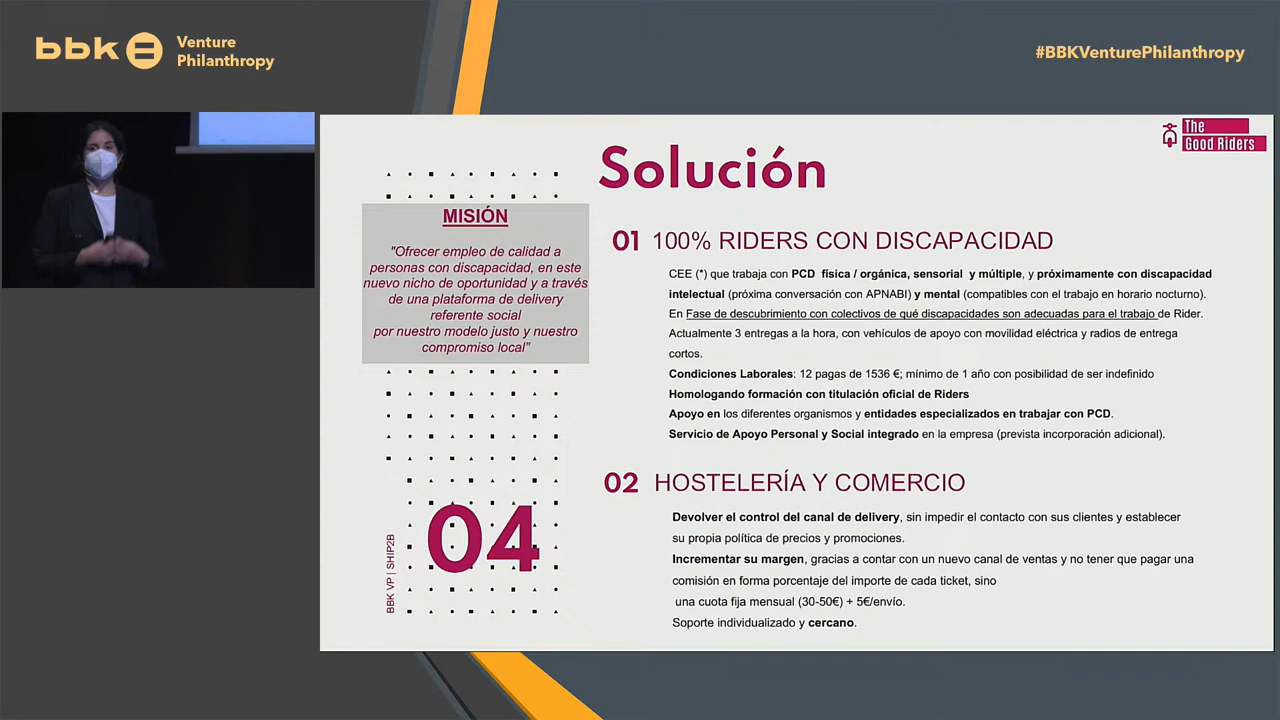 bbk
Venture
Philanthropy
#BBKVenturePhilanthropy
The
Good Riders
Solución
MISIÓN
"Ofrecer empleo de calidad a
personas con discapacidad, en este
nuevo nicho de oportunidad y a través
de una plataforma de delivery
referente social
por nuestro modelo justo y nuestro
compromiso local"
01 100% RIDERS CON DISCAPACIDAD
CEE (*) que trabaja con PCD física / orgánica, sensorial y múltiple, y próximamente con discapacidad
intelectual (próxima conversación con APNABI) y mental (compatibles con el trabajo en horario nocturno).
En Fase de descubrimiento con colectivos de qué discapacidades son adecuadas para el trabajo de Rider.
Actualmente 3 entregas a la hora, con vehículos de apoyo con movilidad eléctrica y radios de entrega
cortos.
Condiciones Laborales: 12 pagas de 1536 €; mínimo de 1 año con posibilidad de ser indefinido
Homologando formación con titulación oficial de Riders
Apoyo en los diferentes organismos y entidades especializados en trabajar con PCD.
Servicio de Apoyo Personal y Social integrado en la empresa (prevista incorporación adicional).
02 HOSTELERÍA Y COMERCIO
Devolver el control del canal de delivery, sin impedir el contacto con sus clientes y establecer
su propia política de precios y promociones.
Incrementar su margen, gracias a contar con un nuevo canal de ventas y no tener que pagar una
comisión en forma porcentaje del importe de cada ticket, sino
una cuota fija mensual (30-50€) + 5€/envío.
Soporte individualizado y cercano.
04
BBK VP | SHIP2B